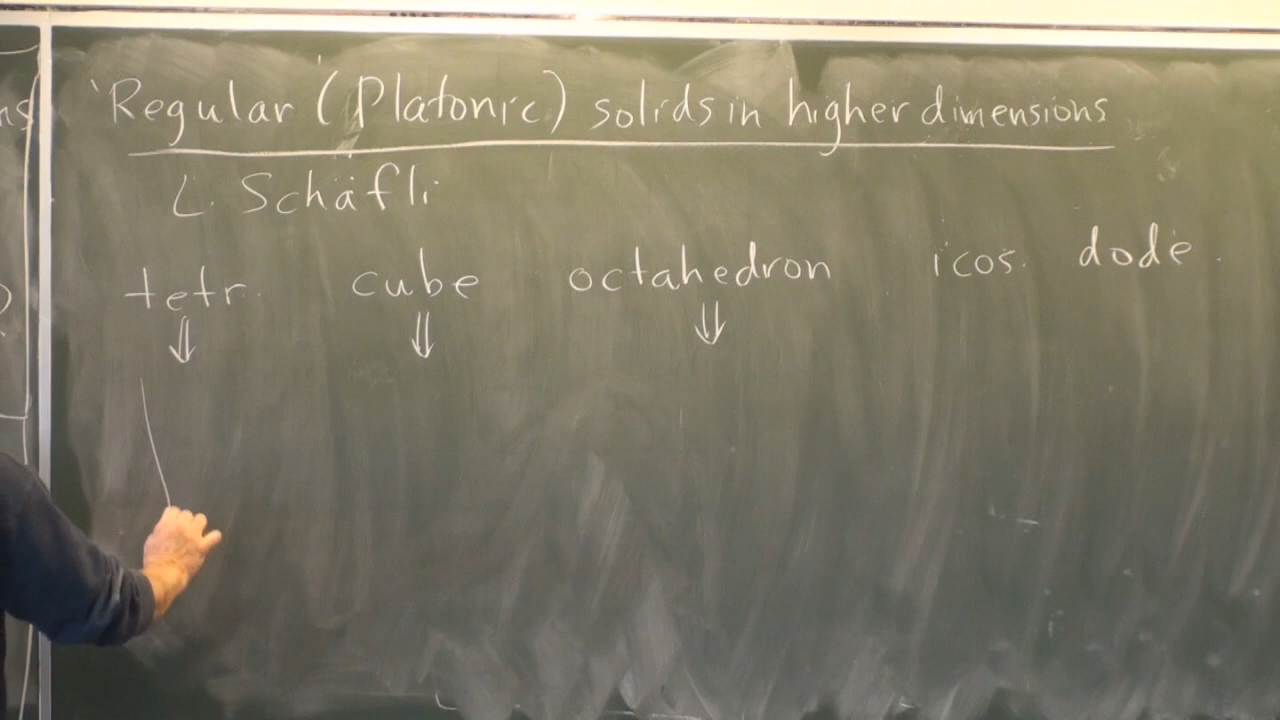 'Regular (Platonic) solids in higher dimensions
L. Schäfli
tetr. cube octahedron icos. dode.